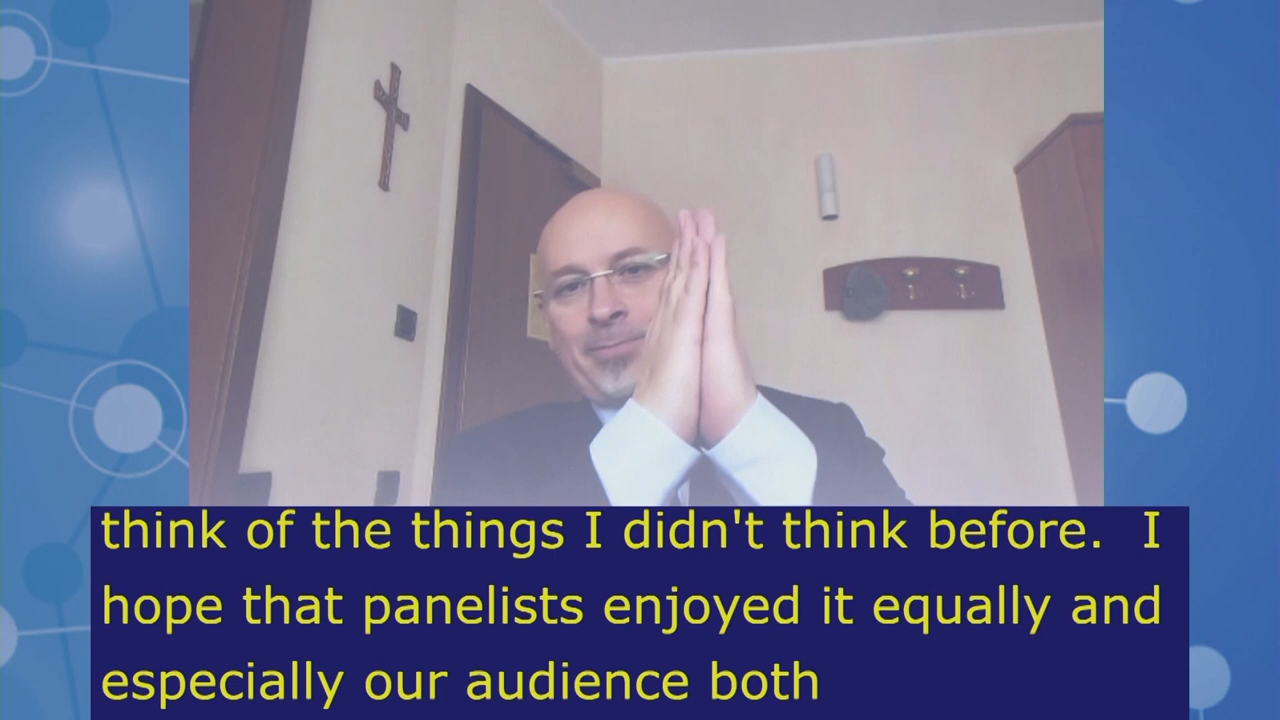 think of the things I didn't think before.  I
hope that panelists enjoyed it equally and
especially our audience both